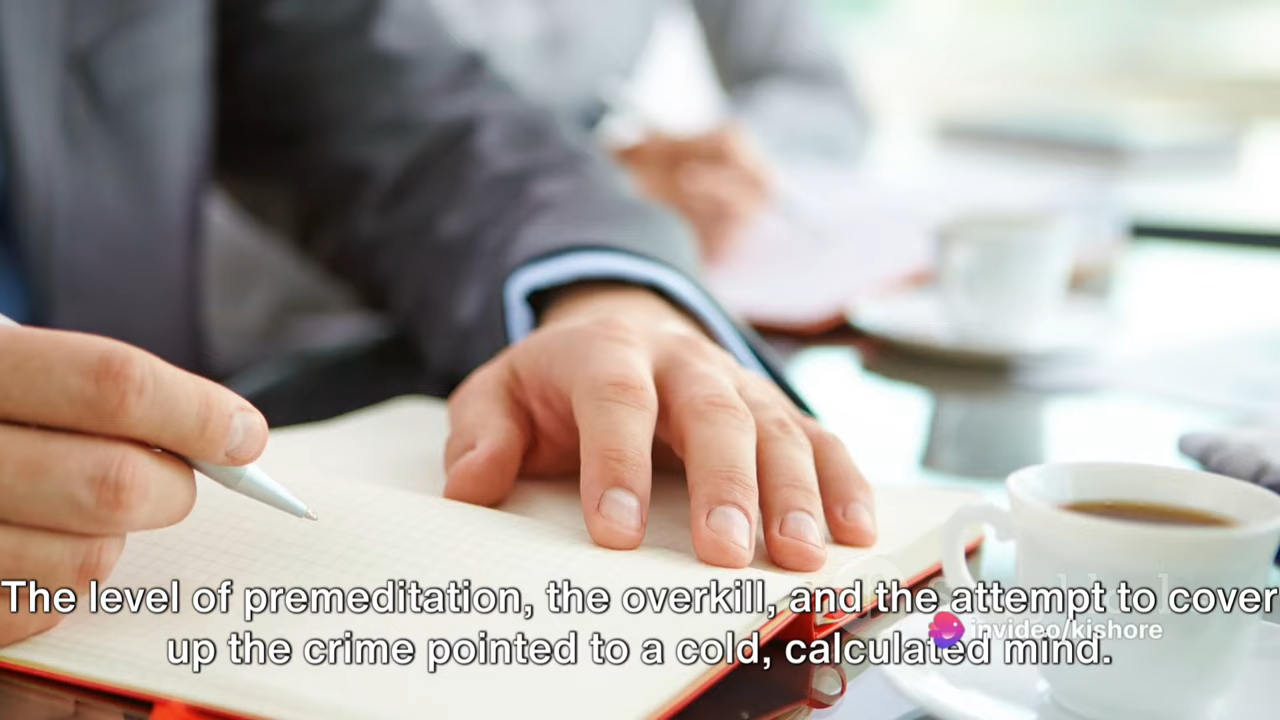 The level of premeditation, the overkill, and the attempt to cover
up the crime pointed to a cold, calculated mind.
invideo/kishore